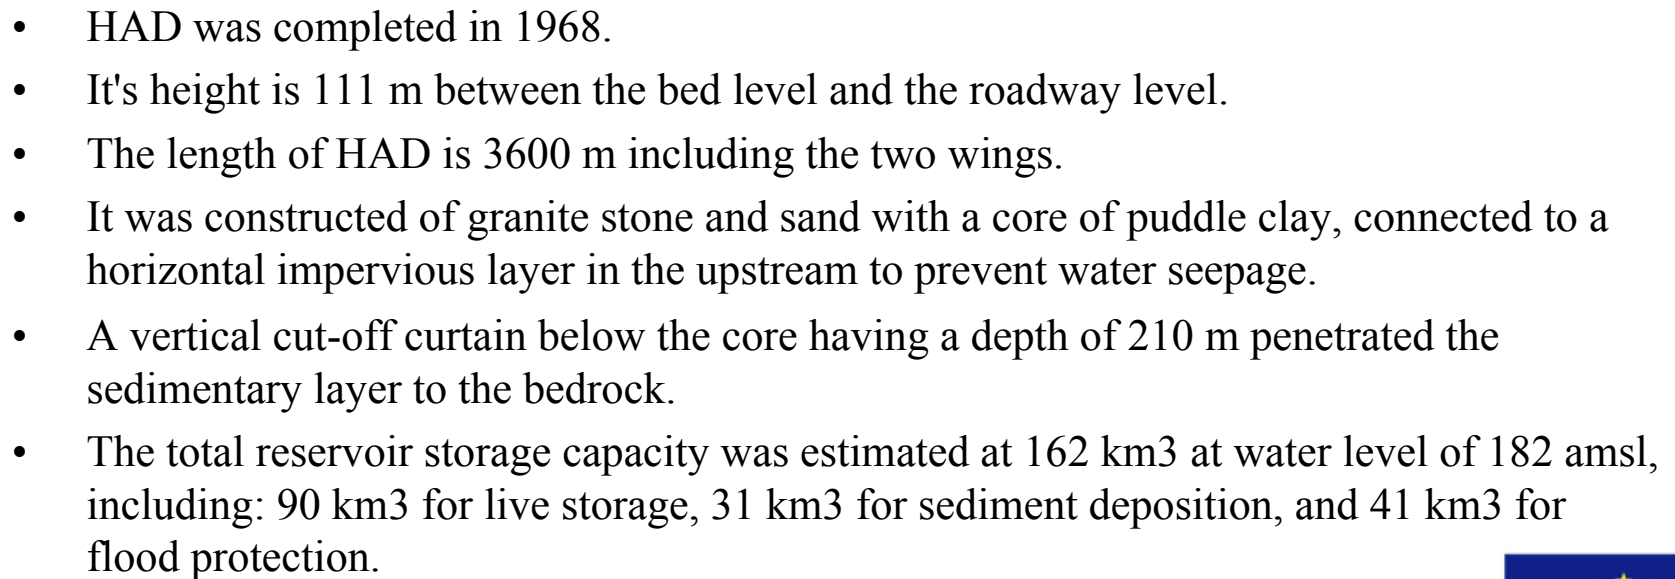 • HAD was completed in 1968.
• It's height is 111 m between the bed level and the roadway level.
• The length of HAD is 3600 m including the two wings.
• It was constructed of granite stone and sand with a core of puddle clay, connected to a
horizontal impervious layer in the upstream to prevent water seepage.
• A vertical cut-off curtain below the core having a depth of 210 m penetrated the
sedimentary layer to the bedrock.
• The total reservoir storage capacity was estimated at 162 km3 at water level of 182 amsl,
including: 90 km3 for live storage, 31 km3 for sediment deposition, and 41 km3 for
flood protection.